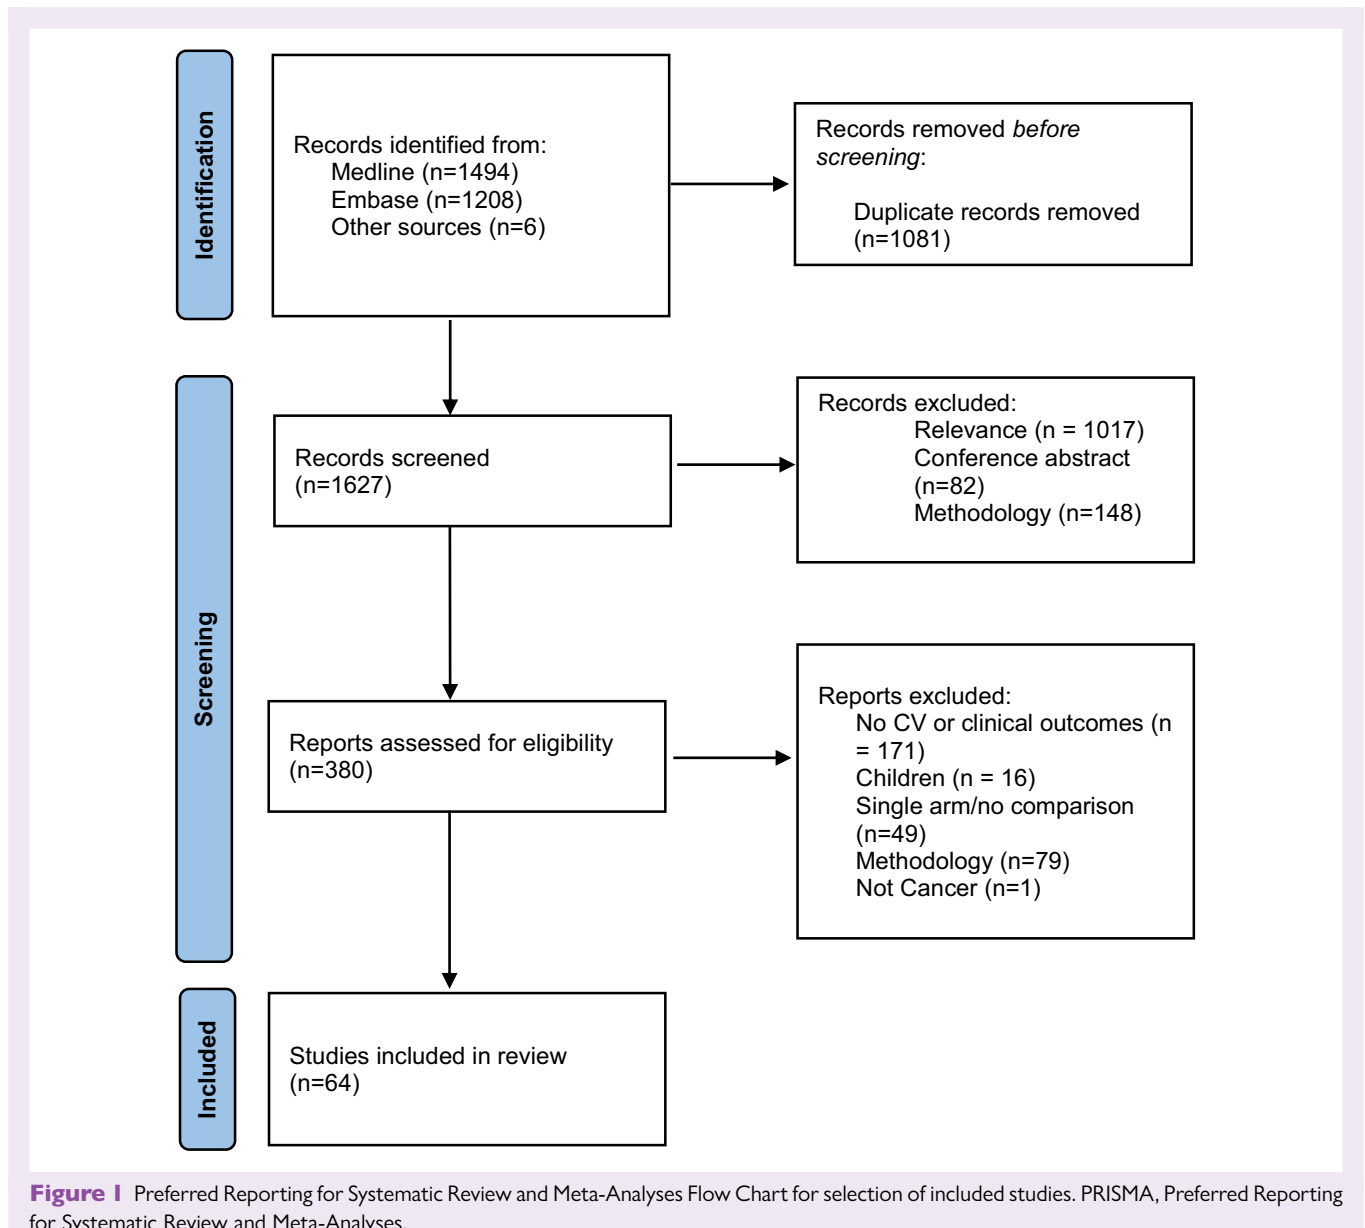 Identification
Records identified from:
Medline (n=1494)
Embase (n=1208)
Other sources (n=6)
Records removed before
screening:
Duplicate records removed
(n=1081)
Screening
Records screened
(n=1627)
Records excluded:
Relevance (n = 1017)
Conference abstract
(n=82)
Methodology (n=148)
Reports assessed for eligibility
(n=380)
Reports excluded:
No CV or clinical outcomes (n
= 171)
Children (n = 16)
Single arm/no comparison
(n=49)
Methodology (n=79)
Not Cancer (n=1)
Included
Studies included in review
(n=64)
Figure 1 Preferred Reporting for Systematic Review and Meta-Analyses Flow Chart for selection of included studies. PRISMA, Preferred Reporting
for Systematic Review and Meta-Analyses.